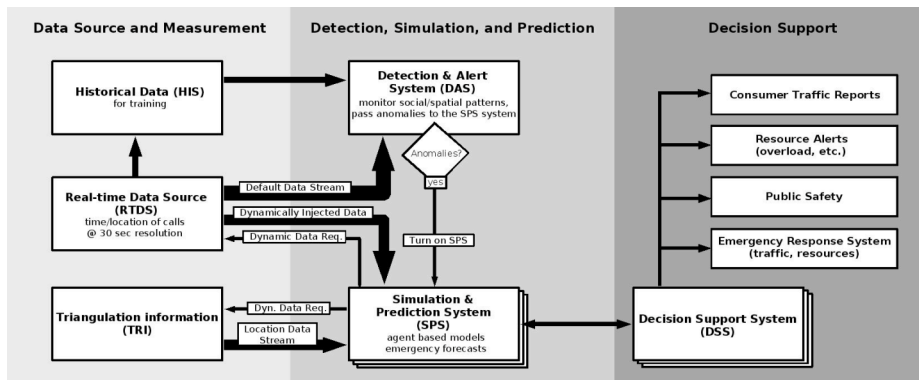 Data Source and Measurement
Detection, Simulation, and Prediction
Decision Support
Historical Data (HIS)
for training
Detection & Alert
System (DAS)
monitor social/spatial patterns,
pass anomalies to the SPS system
Anomalies?
yes
Consumer Traffic Reports
Resource Alerts
(overload, etc.)
Public Safety
Emergency Response System
(traffic, resources)
Real-time Data Source
(RTDS)
time/location of calls
@ 30 sec resolution
Default Data Stream
Dynamically Injected Data
Dynamic Data Req.
Turn on SPS
Triangulation information
(TRI)
Dyn. Data Req.
Location Data
Stream
Simulation &
Prediction System
(SPS)
agent based models
emergency forecasts
Decision Support System
(DSS)